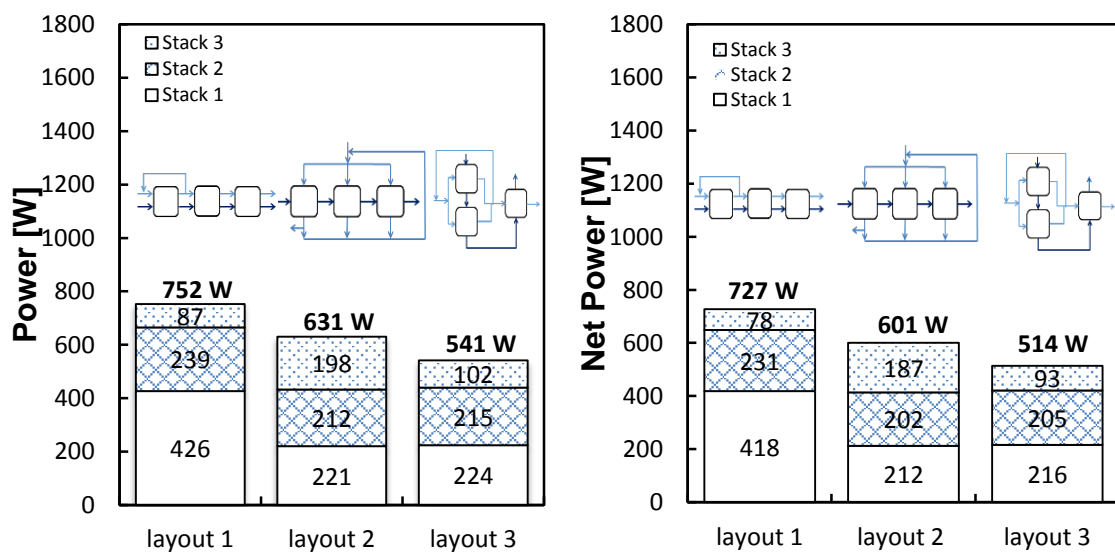 1800
1600
1400
1200
1000
800
600
400
200
0
Power [W]
Stack 3
Stack 2
Stack 1
752 W
87
239
426
631 W
198
212
221
541 W
102
215
224
layout 1
layout 2
layout 3
1800
1600
1400
1200
1000
800
600
400
200
0
Net Power [W]
Stack 3
Stack 2
Stack 1
727 W
78
231
418
601 W
187
202
212
514 W
93
205
216
layout 1
layout 2
layout 3